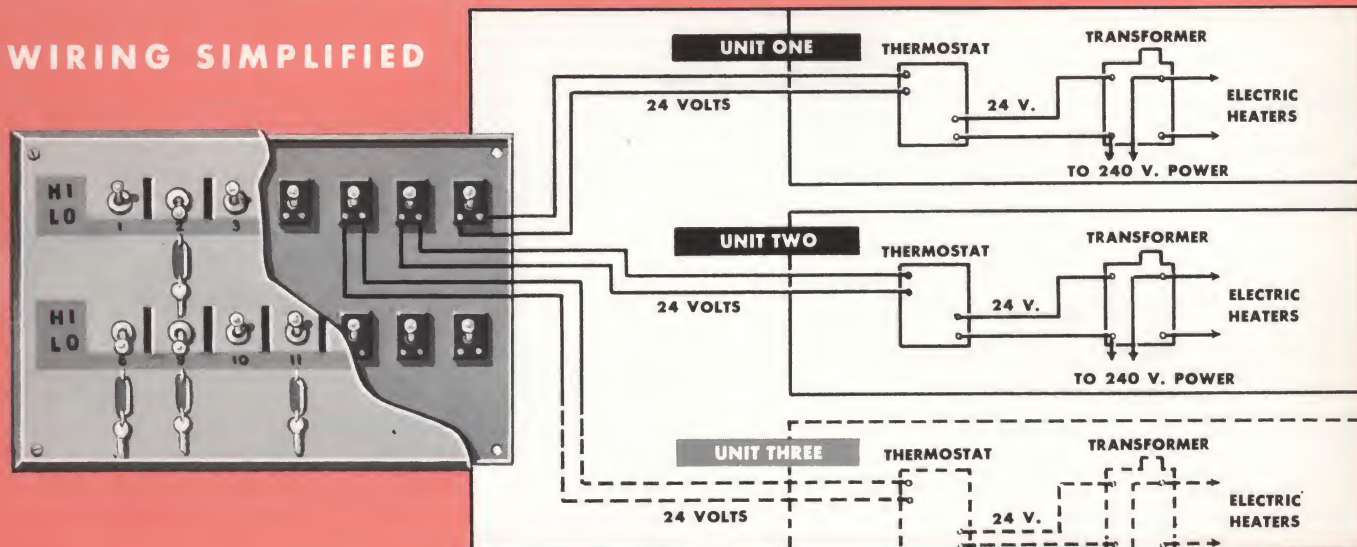 WIRING SIMPLIFIED
HI
LO
1 2 3
HI
LO
8 9 10 11
UNIT ONE
24 VOLTS
THERMOSTAT
24 V.
TRANSFORMER
ELECTRIC
HEATERS
TO 240 V. POWER
UNIT TWO
24 VOLTS
THERMOSTAT
24 V.
TRANSFORMER
ELECTRIC
HEATERS
TO 240 V. POWER
UNIT THREE
24 VOLTS
THERMOSTAT
24 V.
TRANSFORMER
ELECTRIC
HEATERS